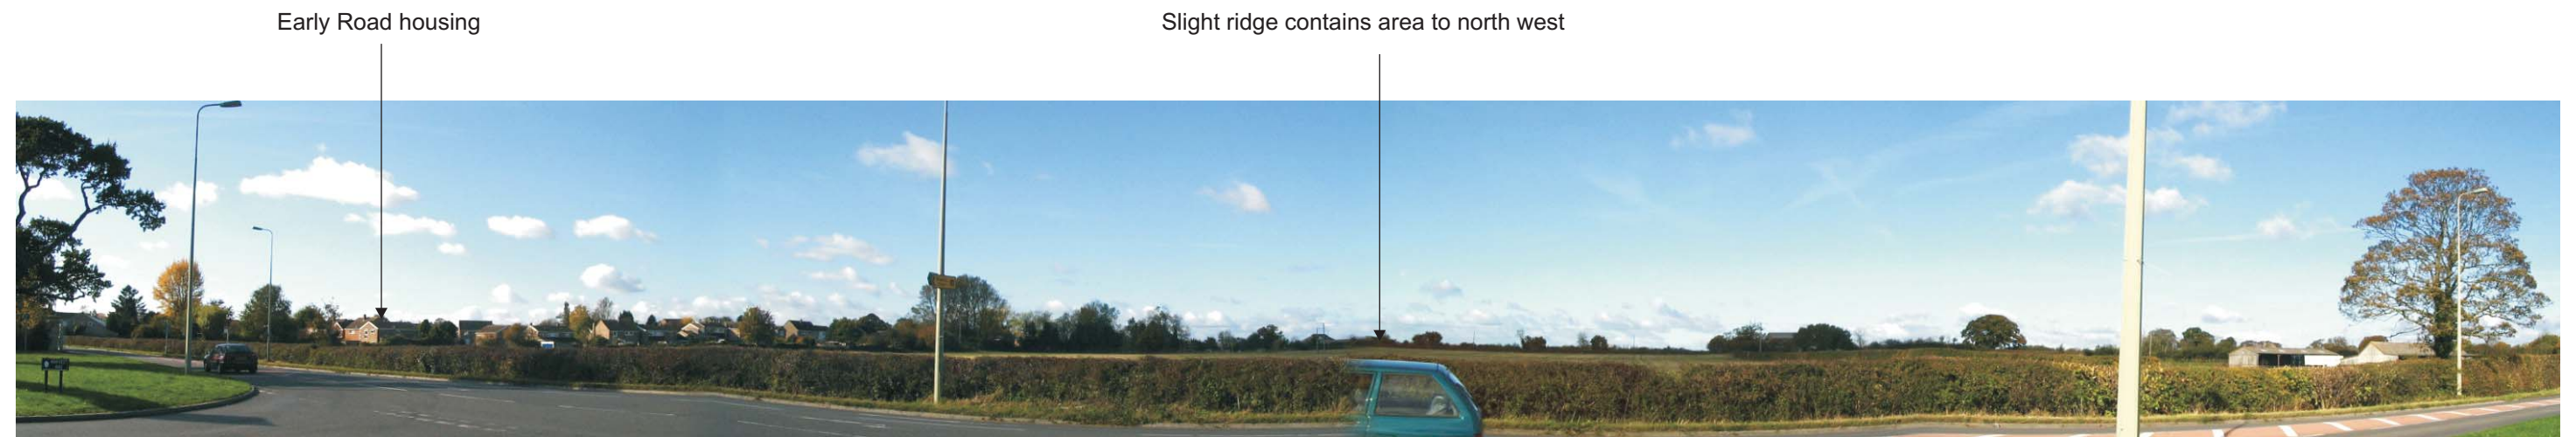 Early Road housing
Slight ridge contains area to north west